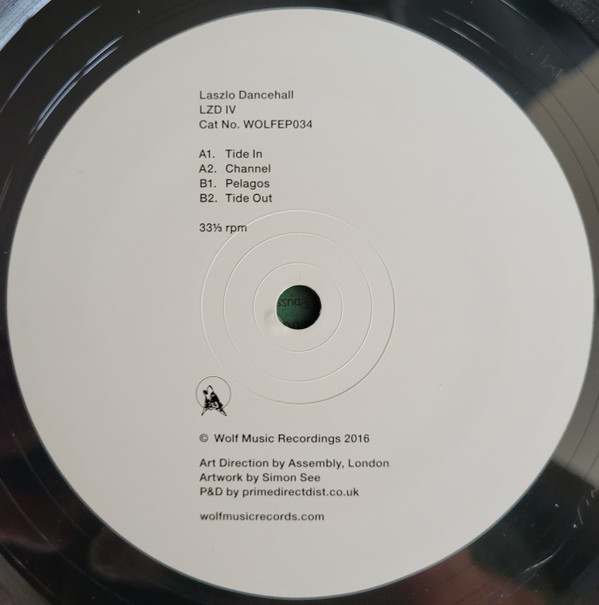 Laszlo Dancehall
LZD IV
Cat No. WOLFEP034
A1. Tide In
A2. Channel
B1. Pelagos
B2. Tide Out
33⅓ rpm
© Wolf Music Recordings 2016
Art Direction by Assembly, London
Artwork by Simon See
P&D by primedirectdist.co.uk
wolfmusicrecords.com